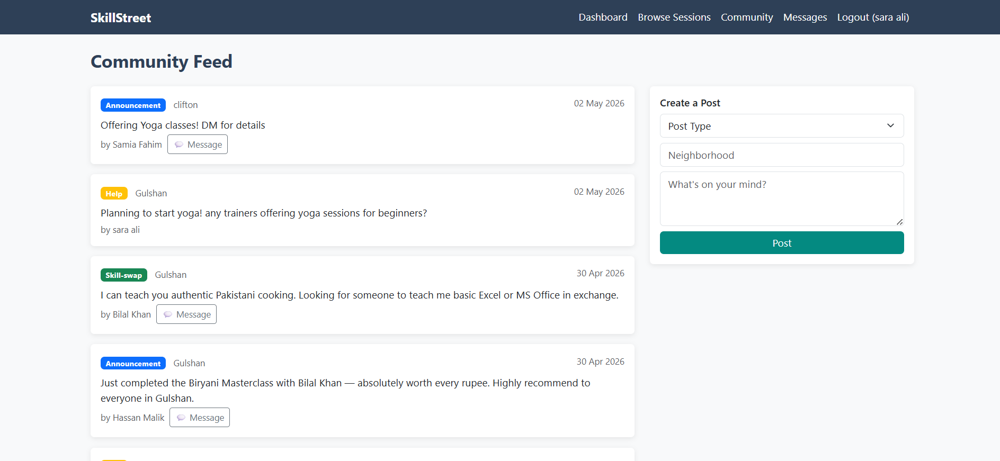 SkillStreet
Dashboard Browse Sessions Community Messages Logout (sara ali)
Community Feed
Announcement clifton 02 May 2026
Offering Yoga classes! DM for details
by Samia Fahim Message
Help Gulshan 02 May 2026
Planning to start yoga! any trainers offering yoga sessions for beginners?
by sara ali
Skill-swap Gulshan 30 Apr 2026
I can teach you authentic Pakistani cooking. Looking for someone to teach me basic Excel or MS Office in exchange.
by Bilal Khan Message
Announcement Gulshan 30 Apr 2026
Just completed the Biryani Masterclass with Bilal Khan — absolutely worth every rupee. Highly recommend to
everyone in Gulshan.
by Hassan Malik Message
Create a Post
Post Type
Neighborhood
What's on your mind?
Post